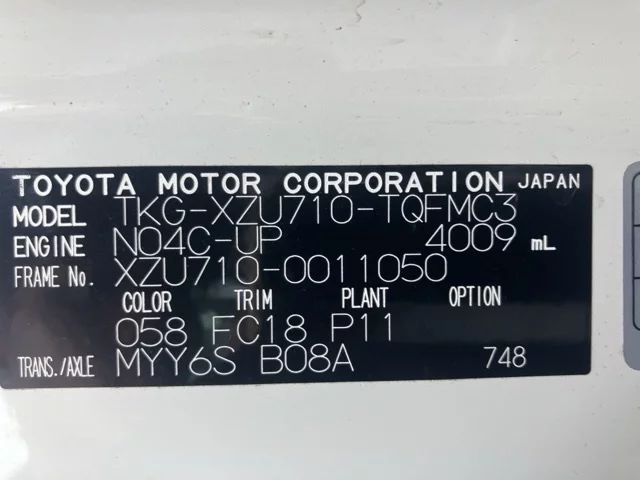 TOYOTA MOTOR CORPORATION JAPAN
MODEL TKG-XZU710-TQFMC3
ENGINE N04C-UP 4009 mL
FRAME No. XZU710-0011050
COLOR TRIM PLANT OPTION
058 FC18 P11
TRANS./AXLE MYY6S B08A 748